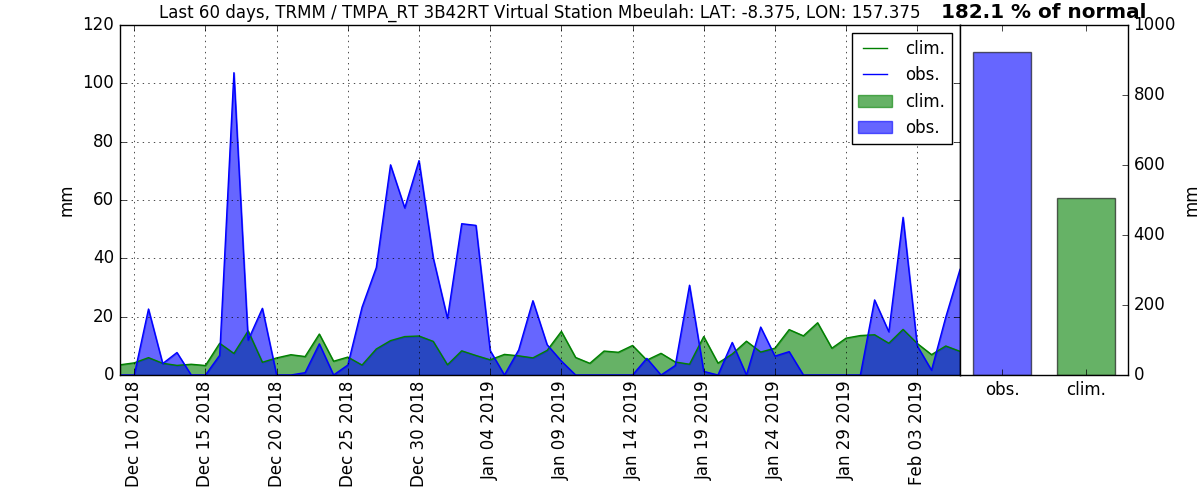 Last 60 days, TRMM / TMPA_RT 3B42RT Virtual Station Mbeulah: LAT: -8.375, LON: 157.375
182.1 % of normal
mm
120
100
80
60
40
20
0
clim.
obs.
clim.
obs.
Dec 10 2018
Dec 15 2018
Dec 20 2018
Dec 25 2018
Dec 30 2018
Jan 04 2019
Jan 09 2019
Jan 14 2019
Jan 19 2019
Jan 24 2019
Jan 29 2019
Feb 03 2019
1000
800
600
400
200
0
mm
obs.
clim.